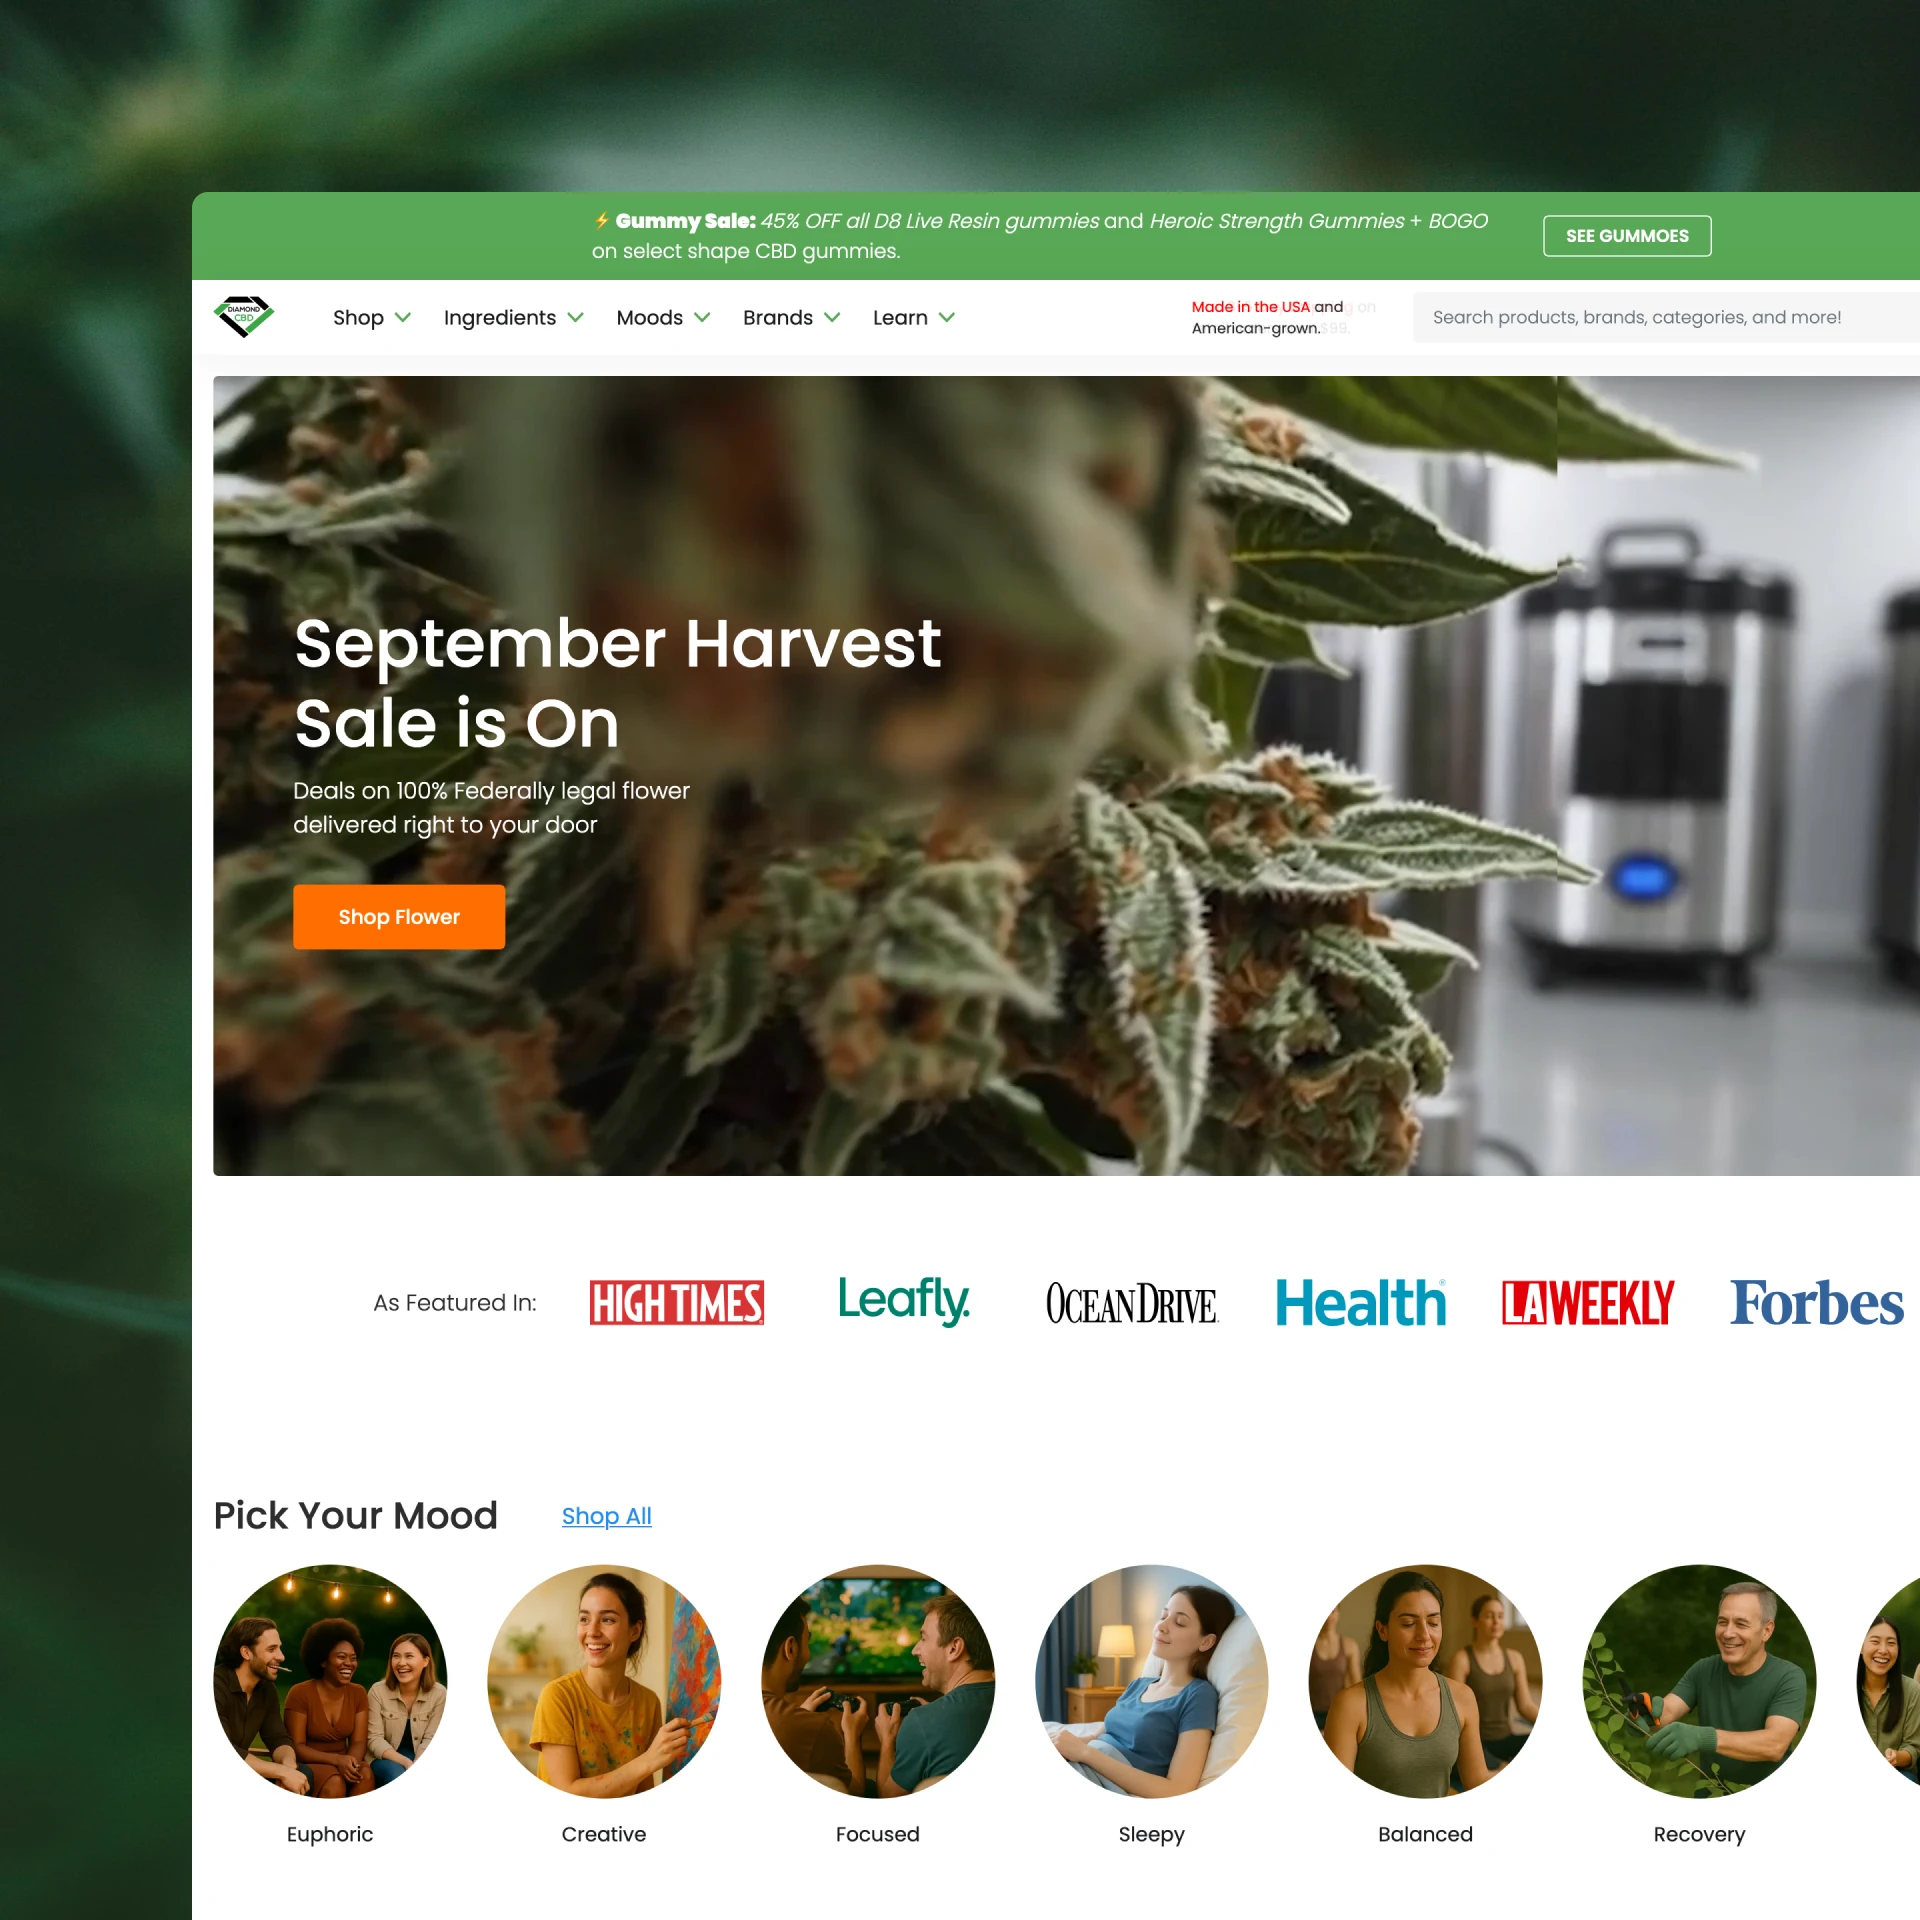 ⚡ Gummy Sale: 45% OFF all D8 Live Resin gummies and Heroic Strength Gummies + BOGO
on select shape CBD gummies.
SEE GUMMOES
DIAMOND
CBD
Shop
Ingredients
Moods
Brands
Learn
Made in the USA and
American-grown.
Search products, brands, categories, and more!
September Harvest
Sale is On
Deals on 100% Federally legal flower
delivered right to your door
Shop Flower
As Featured In:
HIGH TIMES
Leafly.
OCEAN DRIVE
Health
LA WEEKLY
Forbes
Pick Your Mood
Shop All
Euphoric
Creative
Focused
Sleepy
Balanced
Recovery